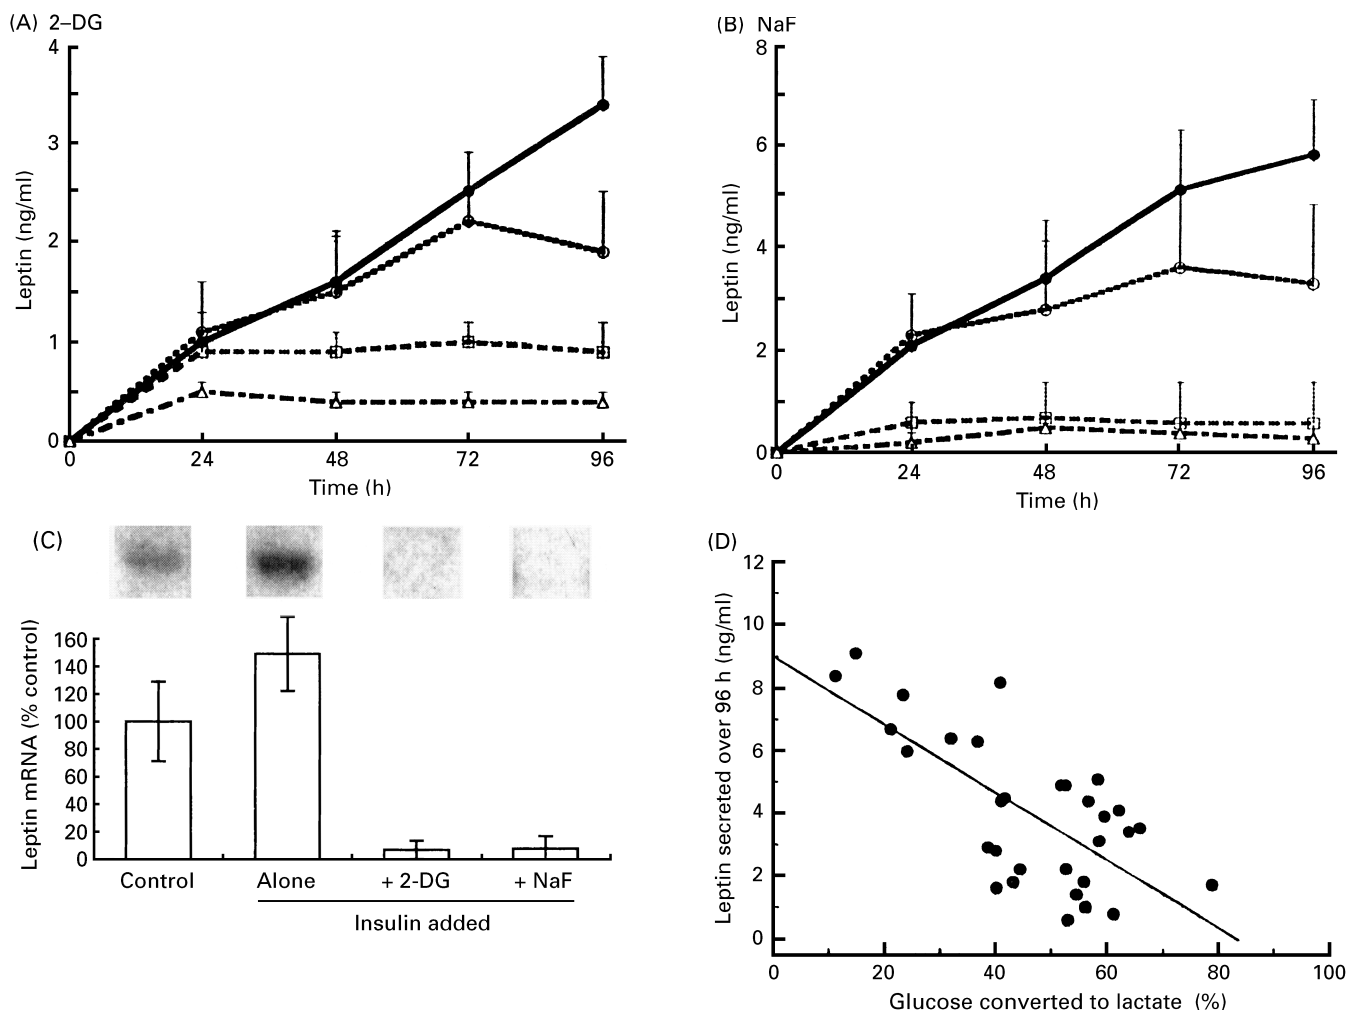 (A) 2–DG
4
3
2
1
0
Leptin (ng/ml)
0 24 48 72 96
Time (h)
(B) NaF
8
6
4
2
0
Leptin (ng/ml)
0 24 48 72 96
Time (h)
(C)
160
140
120
100
80
60
40
20
0
Leptin mRNA (% control)
Control Alone + 2-DG + NaF
Insulin added
(D)
12
10
8
6
4
2
0
Leptin secreted over 96 h (ng/ml)
0 20 40 60 80 100
Glucose converted to lactate (%)